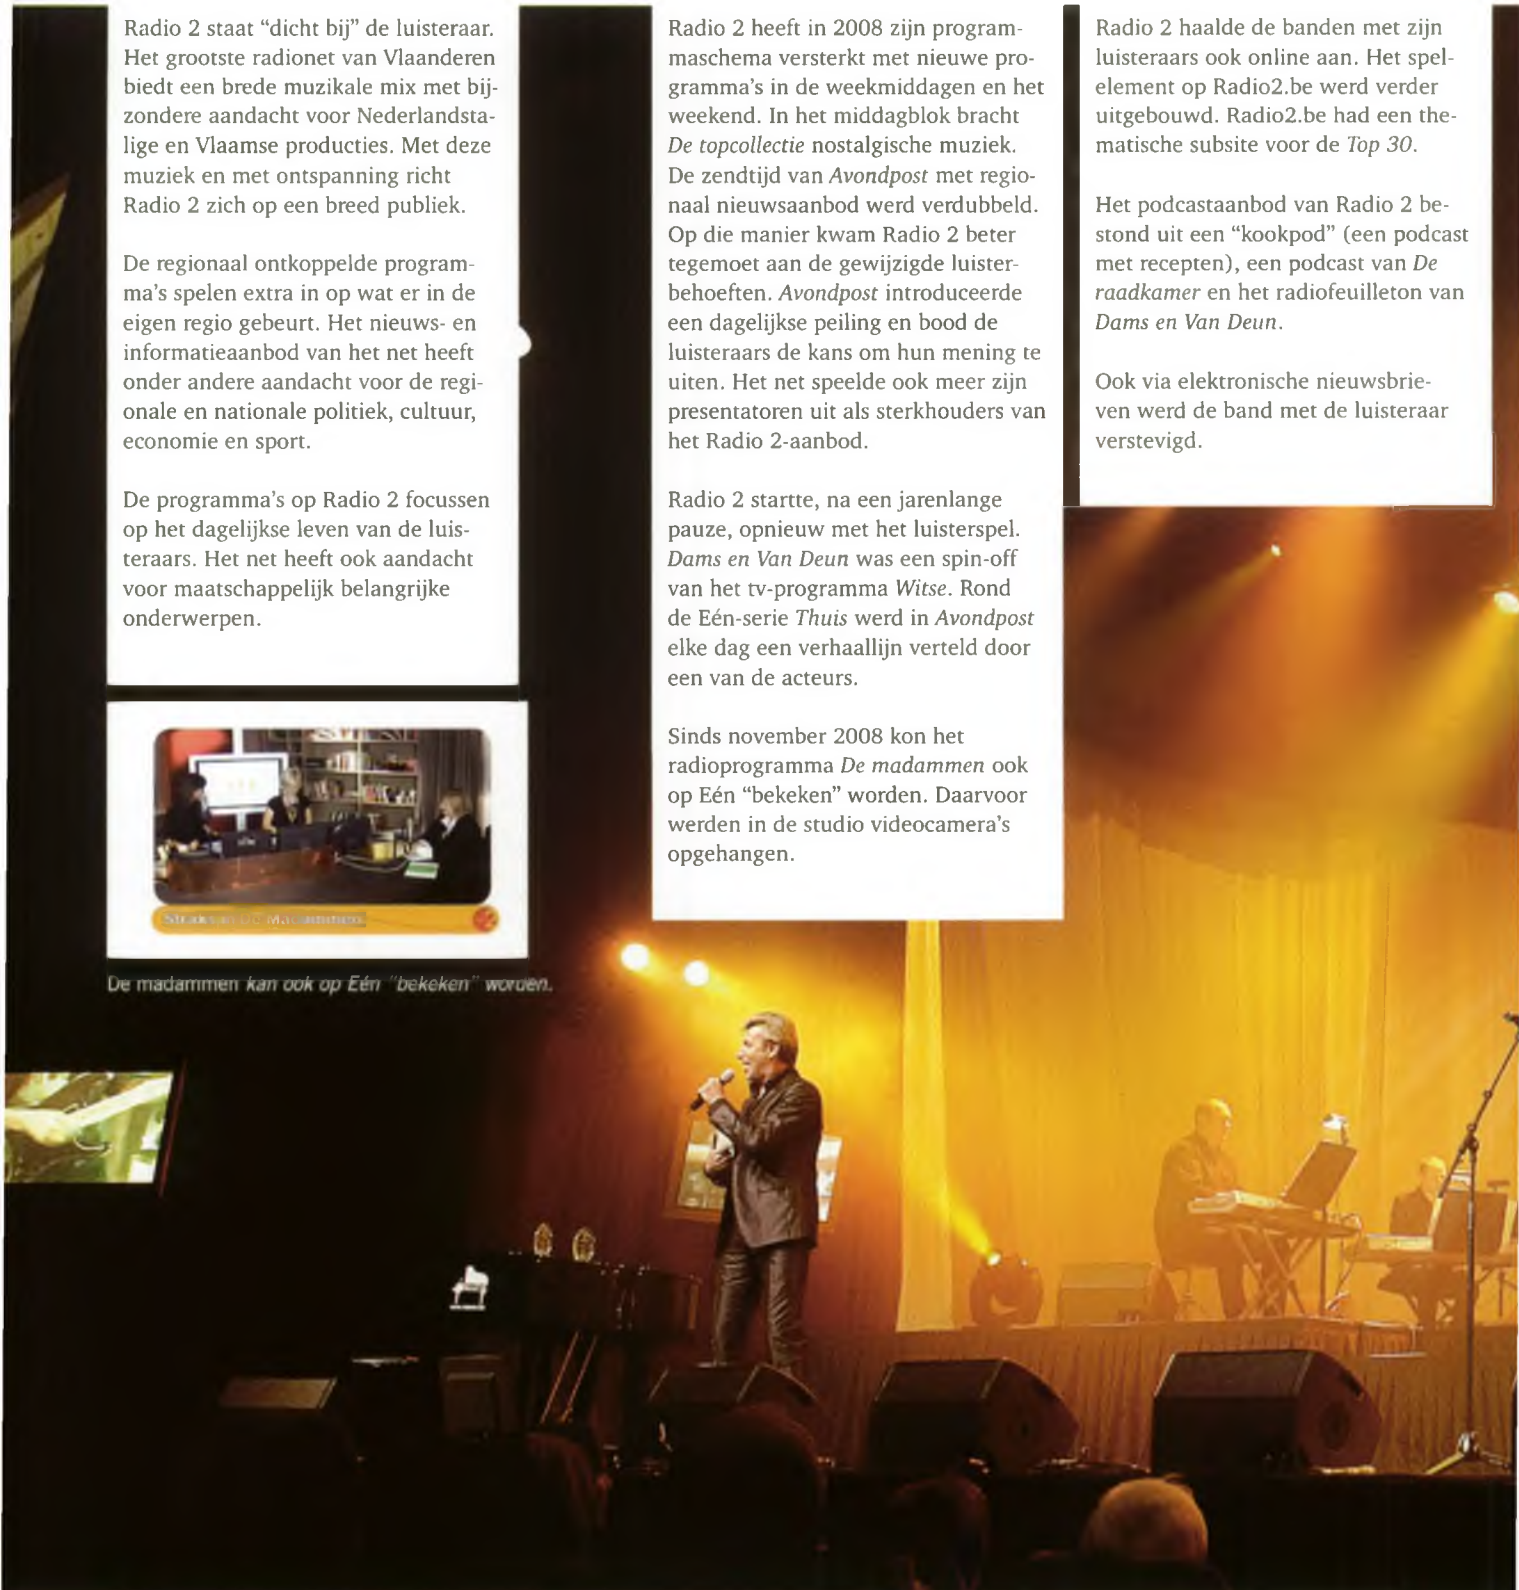 Radio 2 staat “dicht bij” de luisteraar.
Het grootste radionet van Vlaanderen
biedt een brede muzikale mix met bij-
zondere aandacht voor Nederlandsta-
lige en Vlaamse producties. Met deze
muziek en met ontspanning richt
Radio 2 zich op een breed publiek.

De regionaal ontkoppelde program-
ma’s spelen extra in op wat er in de
eigen regio gebeurt. Het nieuws- en
informatieaanbod van het net heeft
onder andere aandacht voor de regi-
onale en nationale politiek, cultuur,
economie en sport.

De programma’s op Radio 2 focussen
op het dagelijkse leven van de luis-
teraars. Het net heeft ook aandacht
voor maatschappelijk belangrijke
onderwerpen.

Straks in De Madammen
De madammen kan ook op Eén “bekeken” worden.

Radio 2 heeft in 2008 zijn program-
maschema versterkt met nieuwe pro-
gramma’s in de weekmiddagen en het
weekend. In het middagblok bracht
De topcollectie nostalgische muziek.
De zendtijd van Avondpost met regio-
naal nieuwsaanbod werd verdubbeld.
Op die manier kwam Radio 2 beter
tegemoet aan de gewijzigde luister-
behoeften. Avondpost introduceerde
een dagelijkse peiling en bood de
luisteraars de kans om hun mening te
uiten. Het net speelde ook meer zijn
presentatoren uit als sterkhouders van
het Radio 2-aanbod.

Radio 2 startte, na een jarenlange
pauze, opnieuw met het luisterspel.
Dams en Van Deun was een spin-off
van het tv-programma Witse. Rond
de Eén-serie Thuis werd in Avondpost
elke dag een verhaallijn verteld door
een van de acteurs.

Sinds november 2008 kon het
radioprogramma De madammen ook
op Eén “bekeken” worden. Daarvoor
werden in de studio videocamera’s
opgehangen.

Radio 2 haalde de banden met zijn
luisteraars ook online aan. Het spel-
element op Radio2.be werd verder
uitgebouwd. Radio2.be had een the-
matische subsite voor de Top 30.

Het podcastaanbod van Radio 2 be-
stond uit een “kookpod” (een podcast
met recepten), een podcast van De
raadkamer en het radiofeuilleton van
Dams en Van Deun.

Ook via elektronische nieuwsbrie-
ven werd de band met de luisteraar
verstevigd.